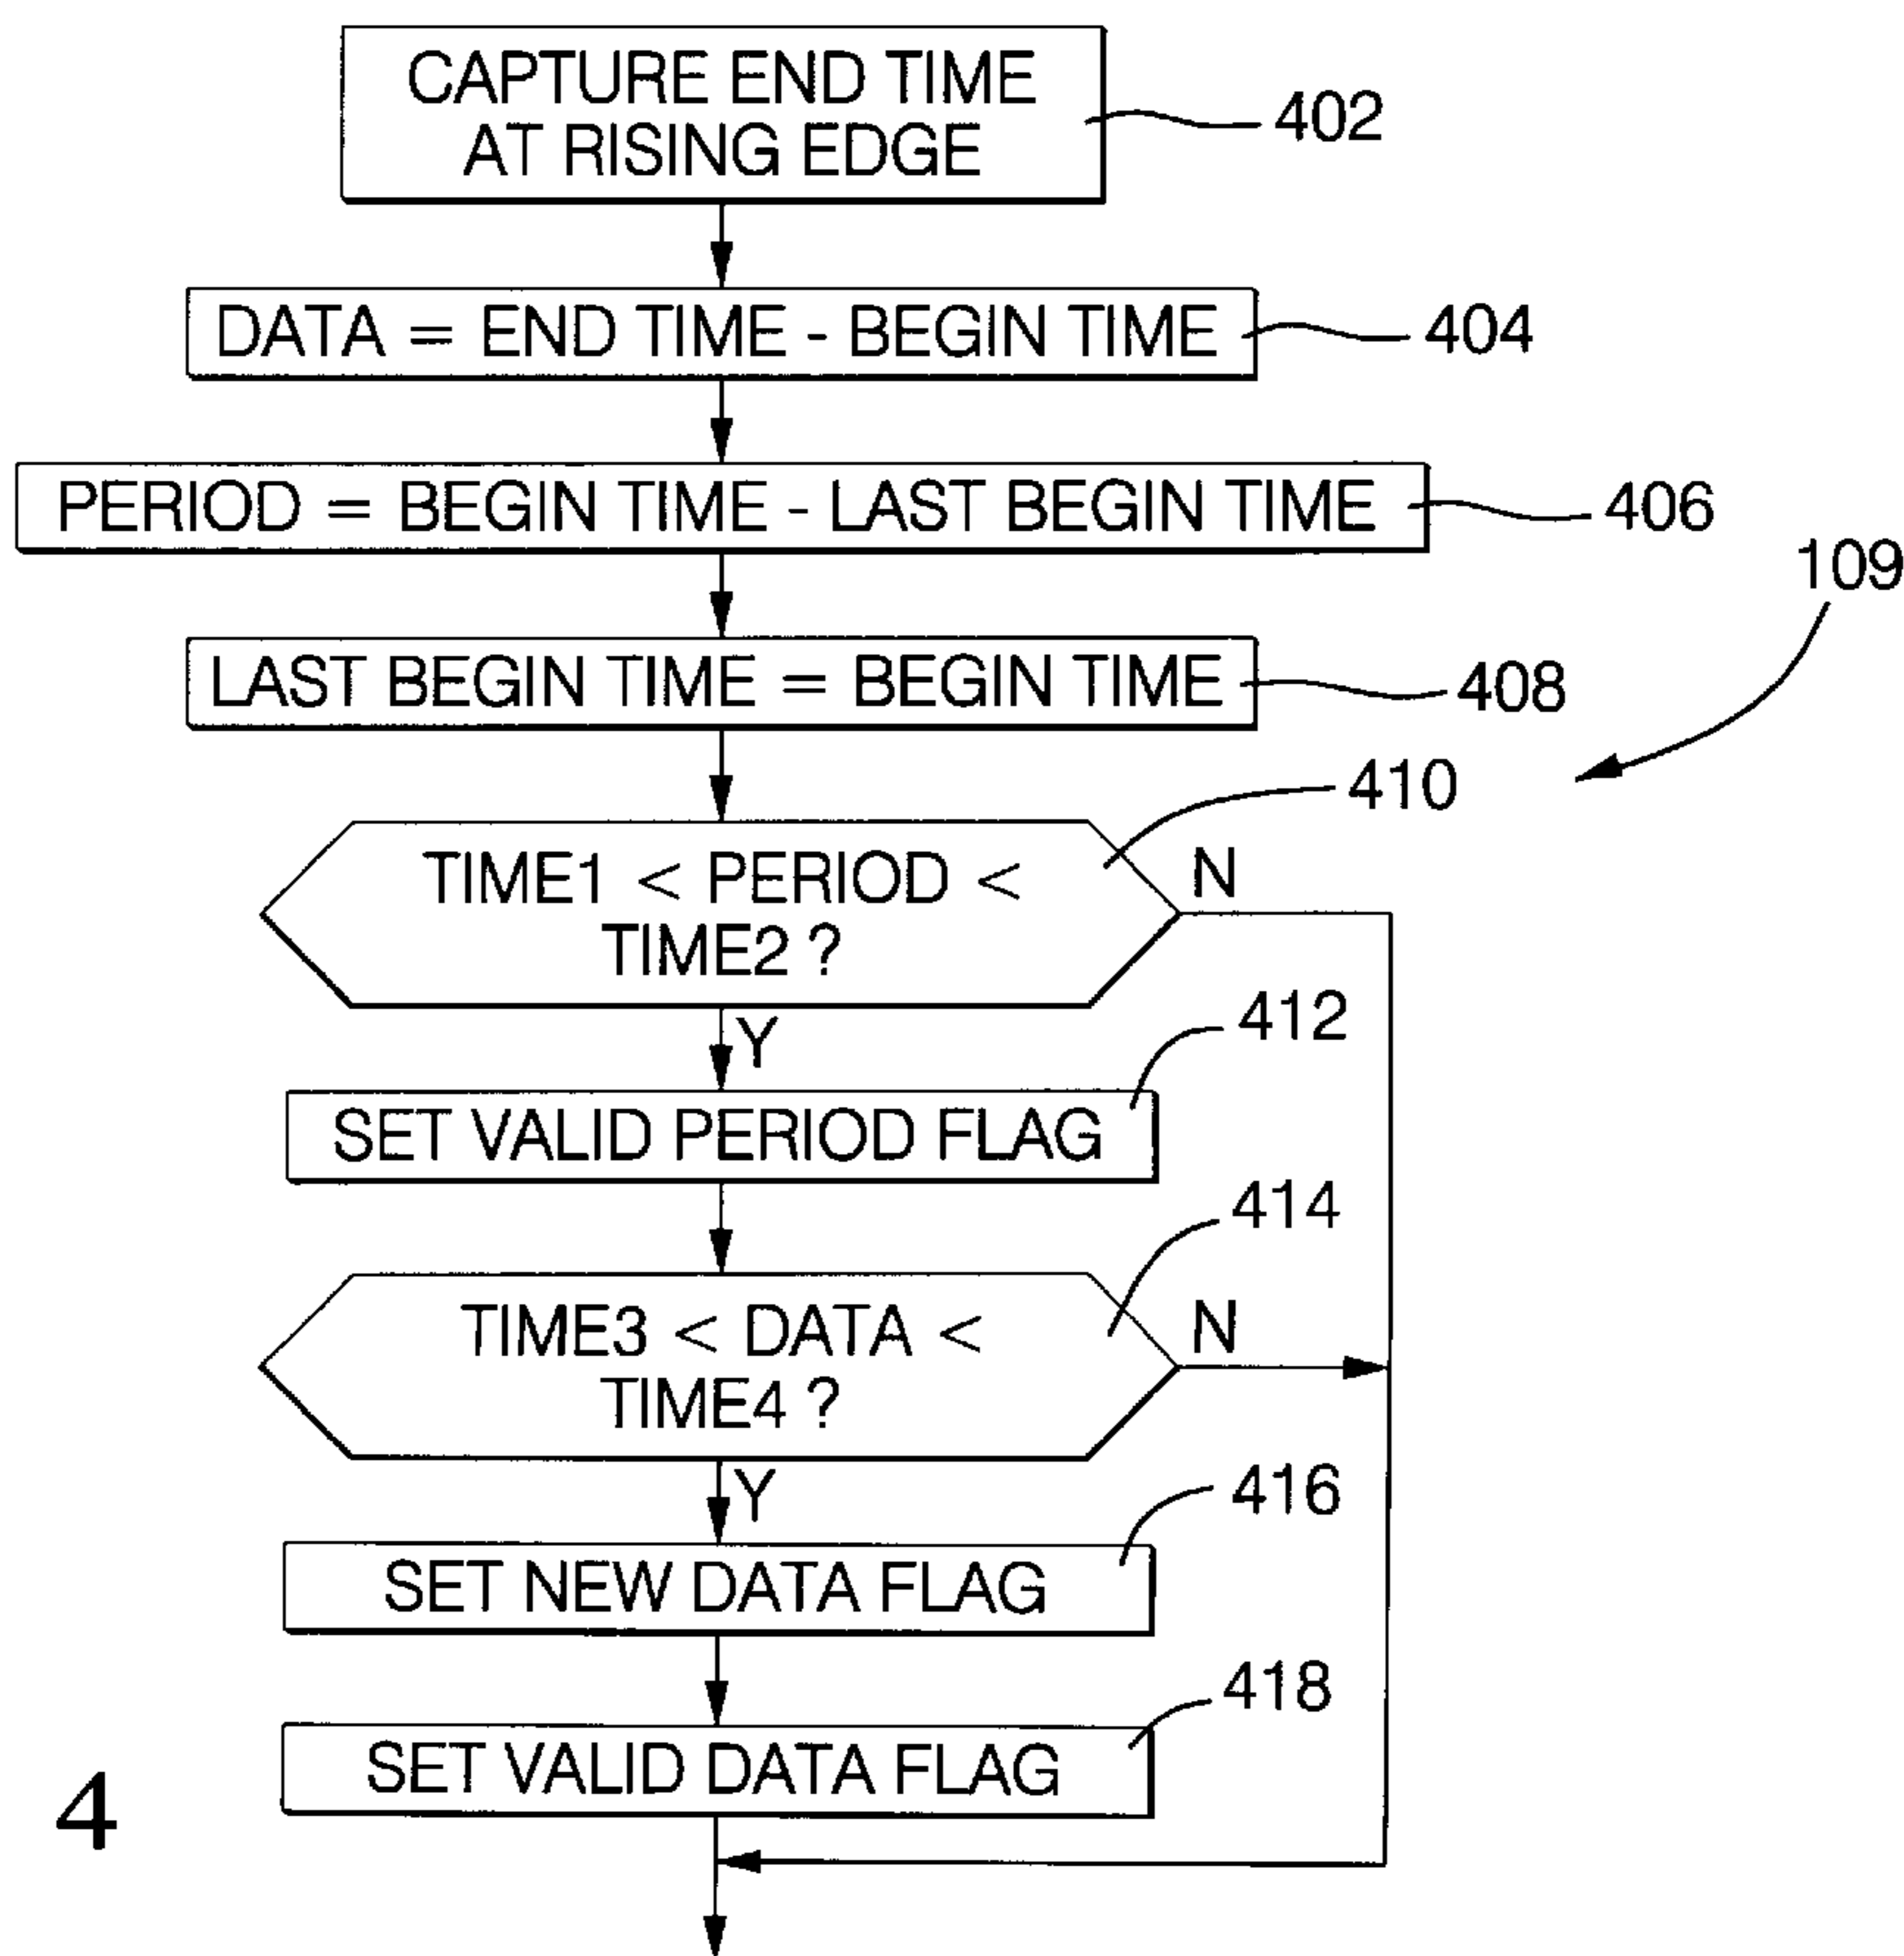 CAPTURE END TIME
AT RISING EDGE
402
DATA = END TIME - BEGIN TIME
404
PERIOD = BEGIN TIME - LAST BEGIN TIME
406
109
LAST BEGIN TIME = BEGIN TIME
408
410
TIME1 < PERIOD <
TIME2 ?
N
Y
412
SET VALID PERIOD FLAG
414
TIME3 < DATA <
TIME4 ?
N
Y
416
SET NEW DATA FLAG
418
SET VALID DATA FLAG
4